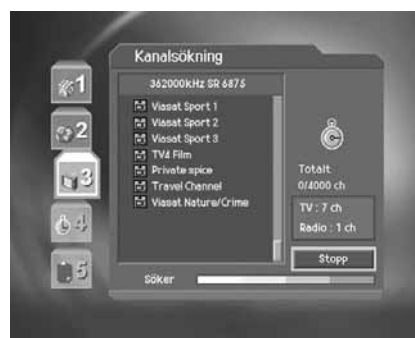 Kanalsökning
1
2
3
4
5
362000kHz SR 6875
Viasat Sport 1
Viasat Sport 2
Viasat Sport 3
TV4 Film
Private spice
Travel Channel
Viasat Nature/Crime
Totalt
0/4000 ch
TV : 7 ch
Radio : 1 ch
Stopp
Söker